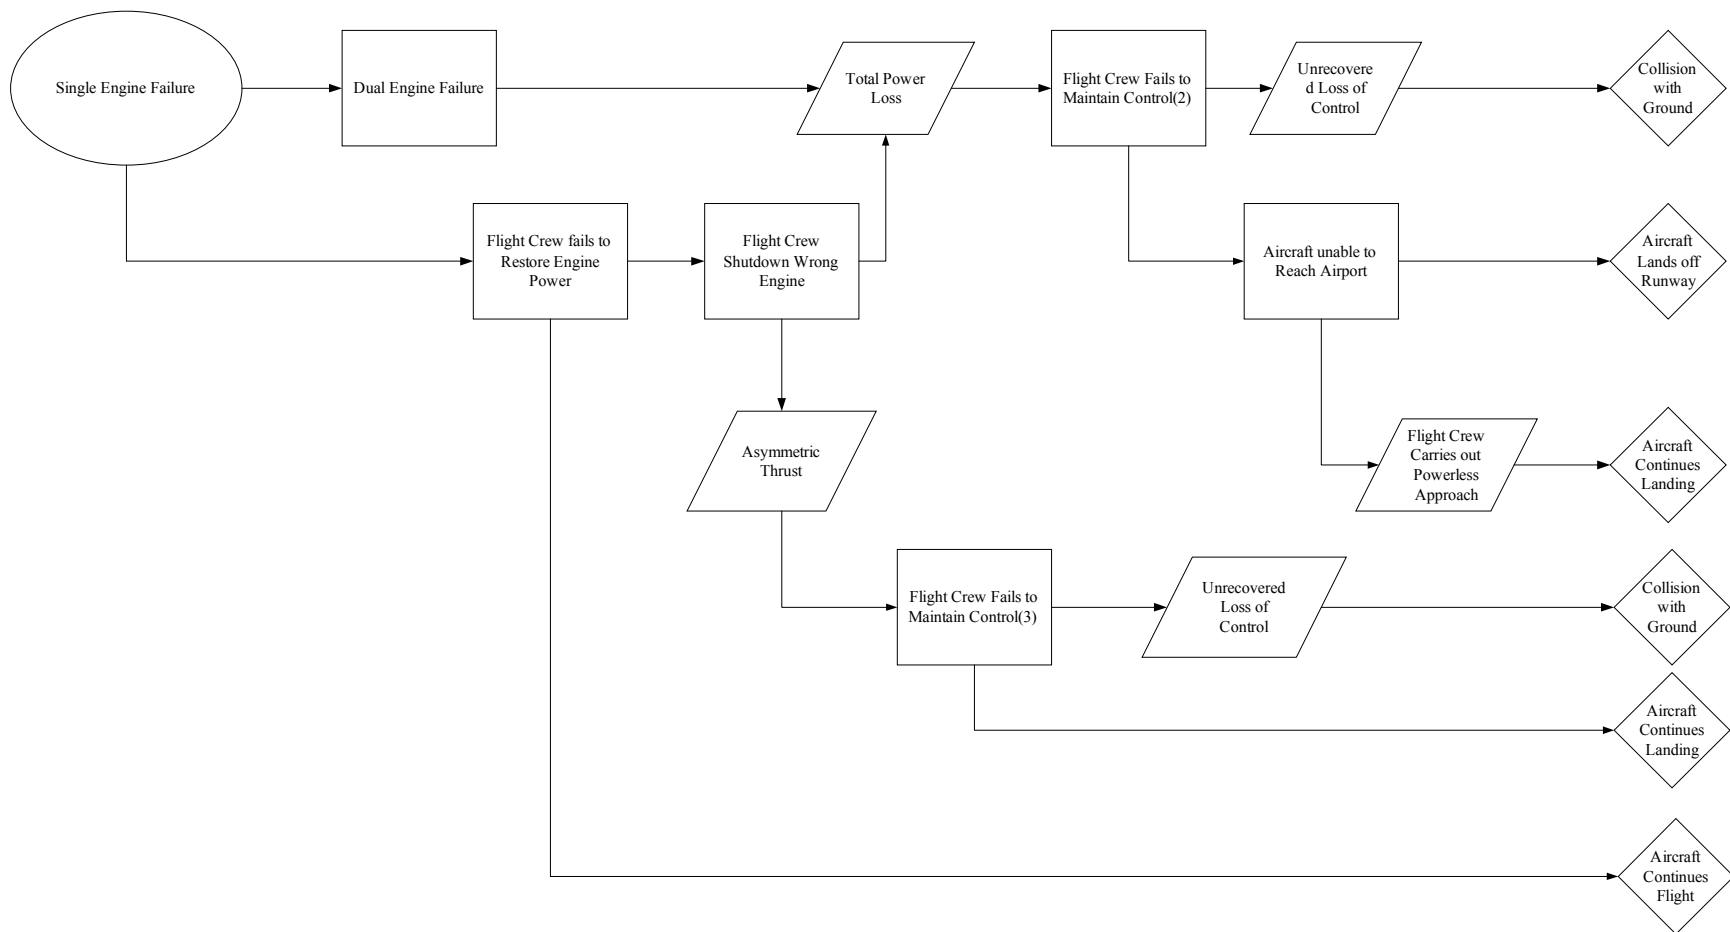 Single Engine Failure
Dual Engine Failure
Total Power
Loss
Flight Crew Fails to
Maintain Control(2)
Unrecovere
d Loss of
Control
Collision
with
Ground
Flight Crew fails to
Restore Engine
Power
Flight Crew
Shutdown Wrong
Engine
Aircraft unable to
Reach Airport
Aircraft
Lands off
Runway
Asymmetric
Thrust
Flight Crew
Carries out
Powerless
Approach
Aircraft
Continues
Landing
Flight Crew Fails to
Maintain Control(3)
Unrecovered
Loss of
Control
Collision
with
Ground
Aircraft
Continues
Landing
Aircraft
Continues
Flight